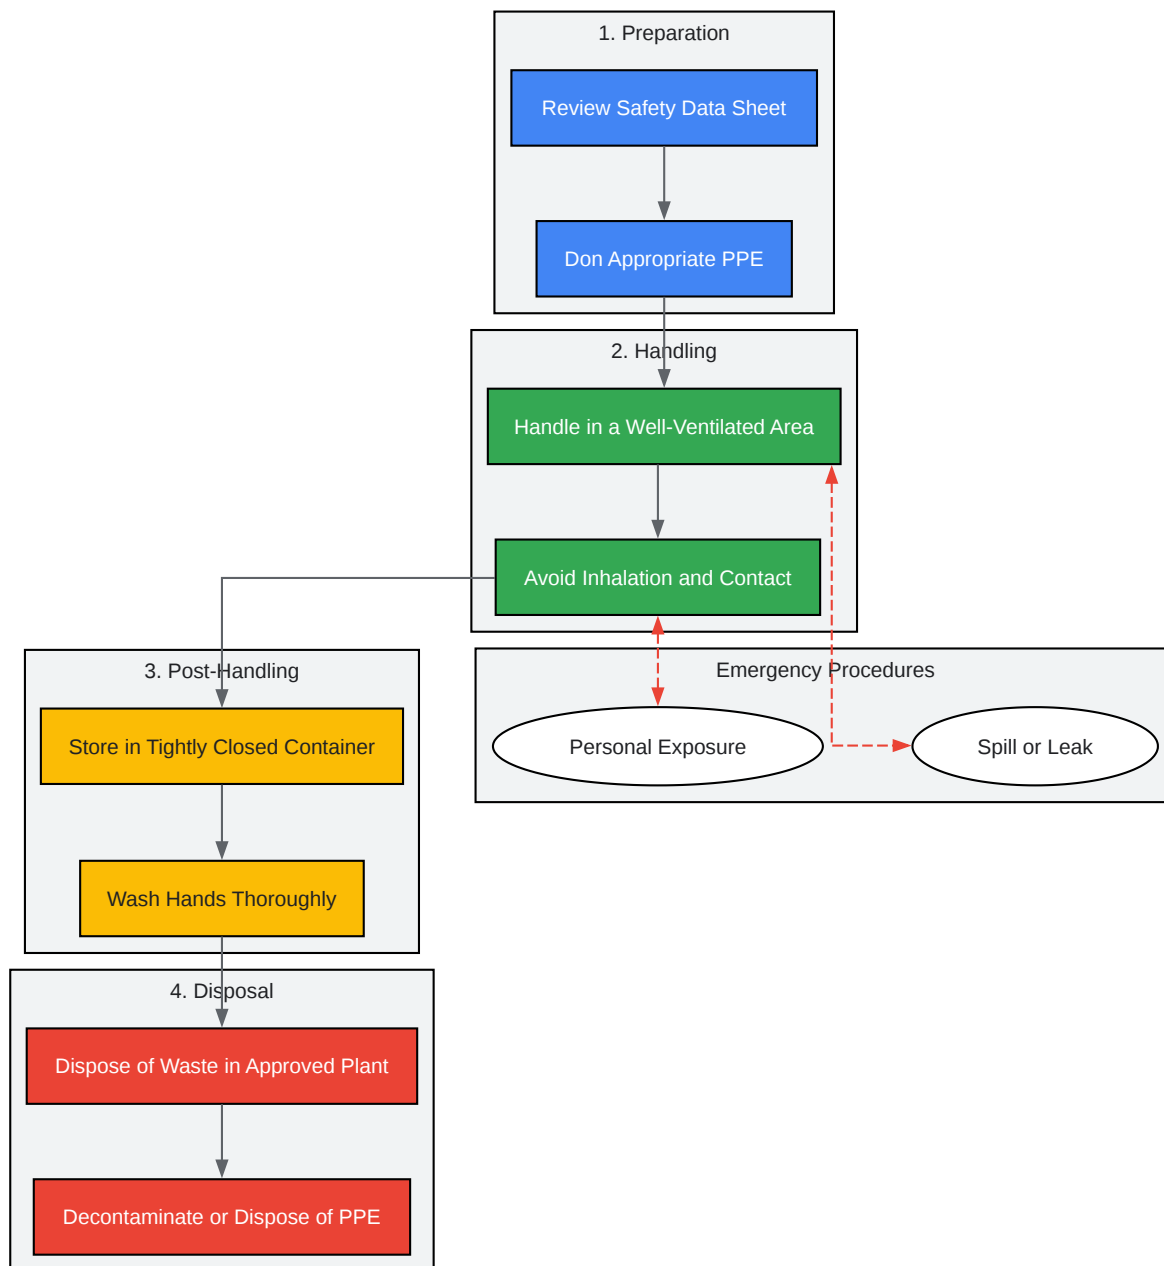 1. Preparation
Review Safety Data Sheet
Don Appropriate PPE
2. Handling
Handle in a Well-Ventilated Area
Avoid Inhalation and Contact
3. Post-Handling
Store in Tightly Closed Container
Wash Hands Thoroughly
Emergency Procedures
Personal Exposure
Spill or Leak
4. Disposal
Dispose of Waste in Approved Plant
Decontaminate or Dispose of PPE